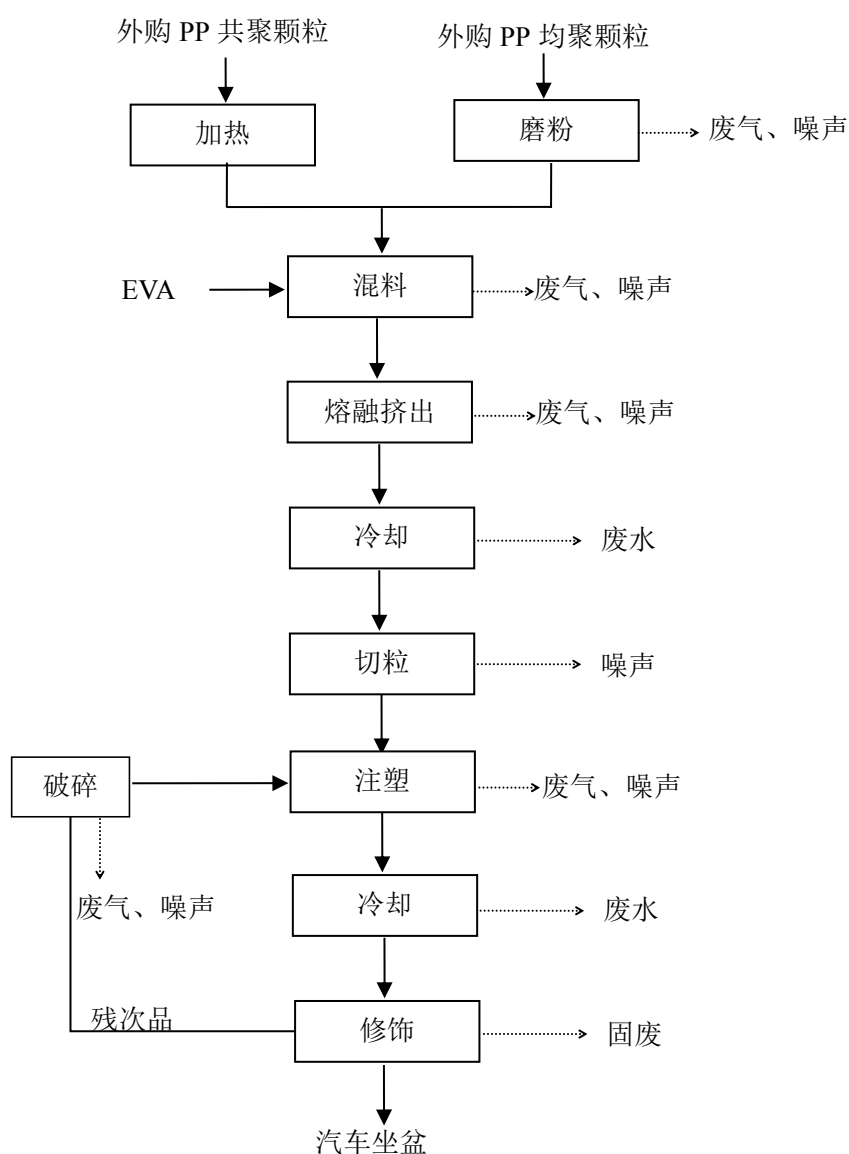 外购 PP 共聚颗粒
外购 PP 均聚颗粒
加热
磨粉
废气、噪声
EVA
混料
废气、噪声
熔融挤出
废气、噪声
冷却
废水
切粒
噪声
破碎
注塑
废气、噪声
废气、噪声
冷却
废水
残次品
修饰
固废
汽车坐盆